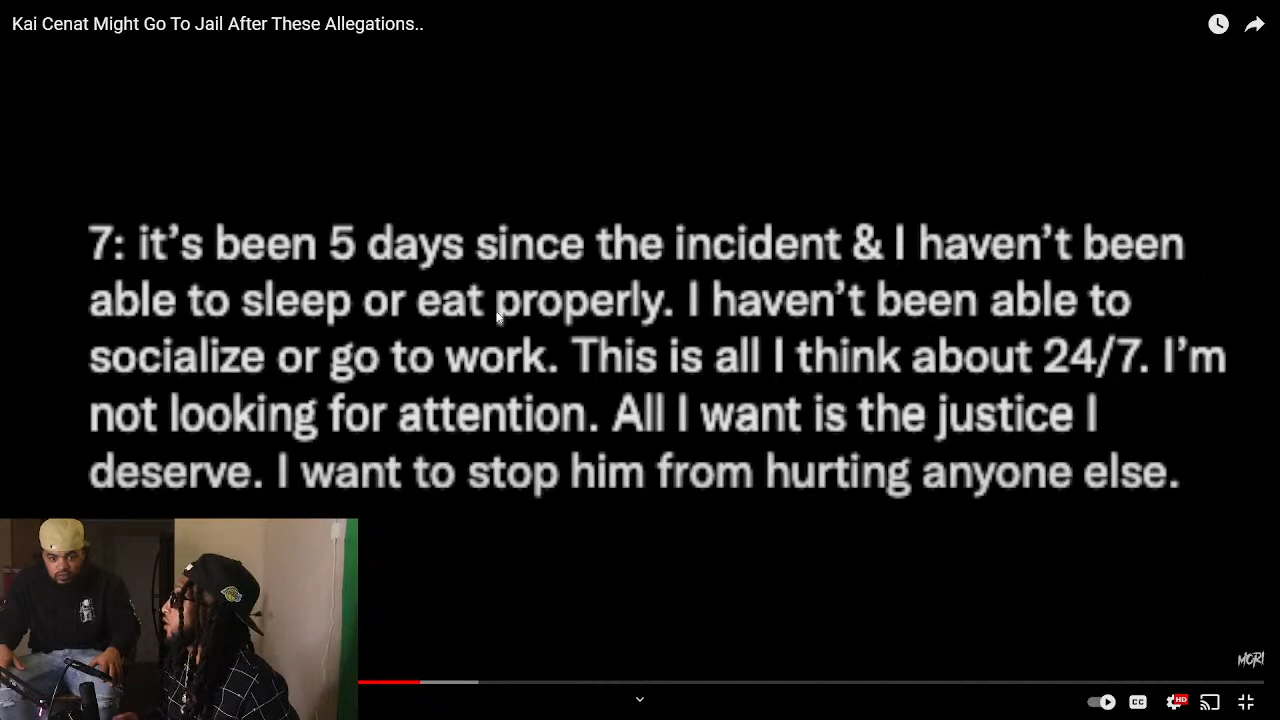 Kai Cenat Might Go To Jail After These Allegations..
7: it’s been 5 days since the incident & I haven’t been
able to sleep or eat properly. I haven’t been able to
socialize or go to work. This is all I think about 24/7. I’m
not looking for attention. All I want is the justice I
deserve. I want to stop him from hurting anyone else.
MORI
CC
HD